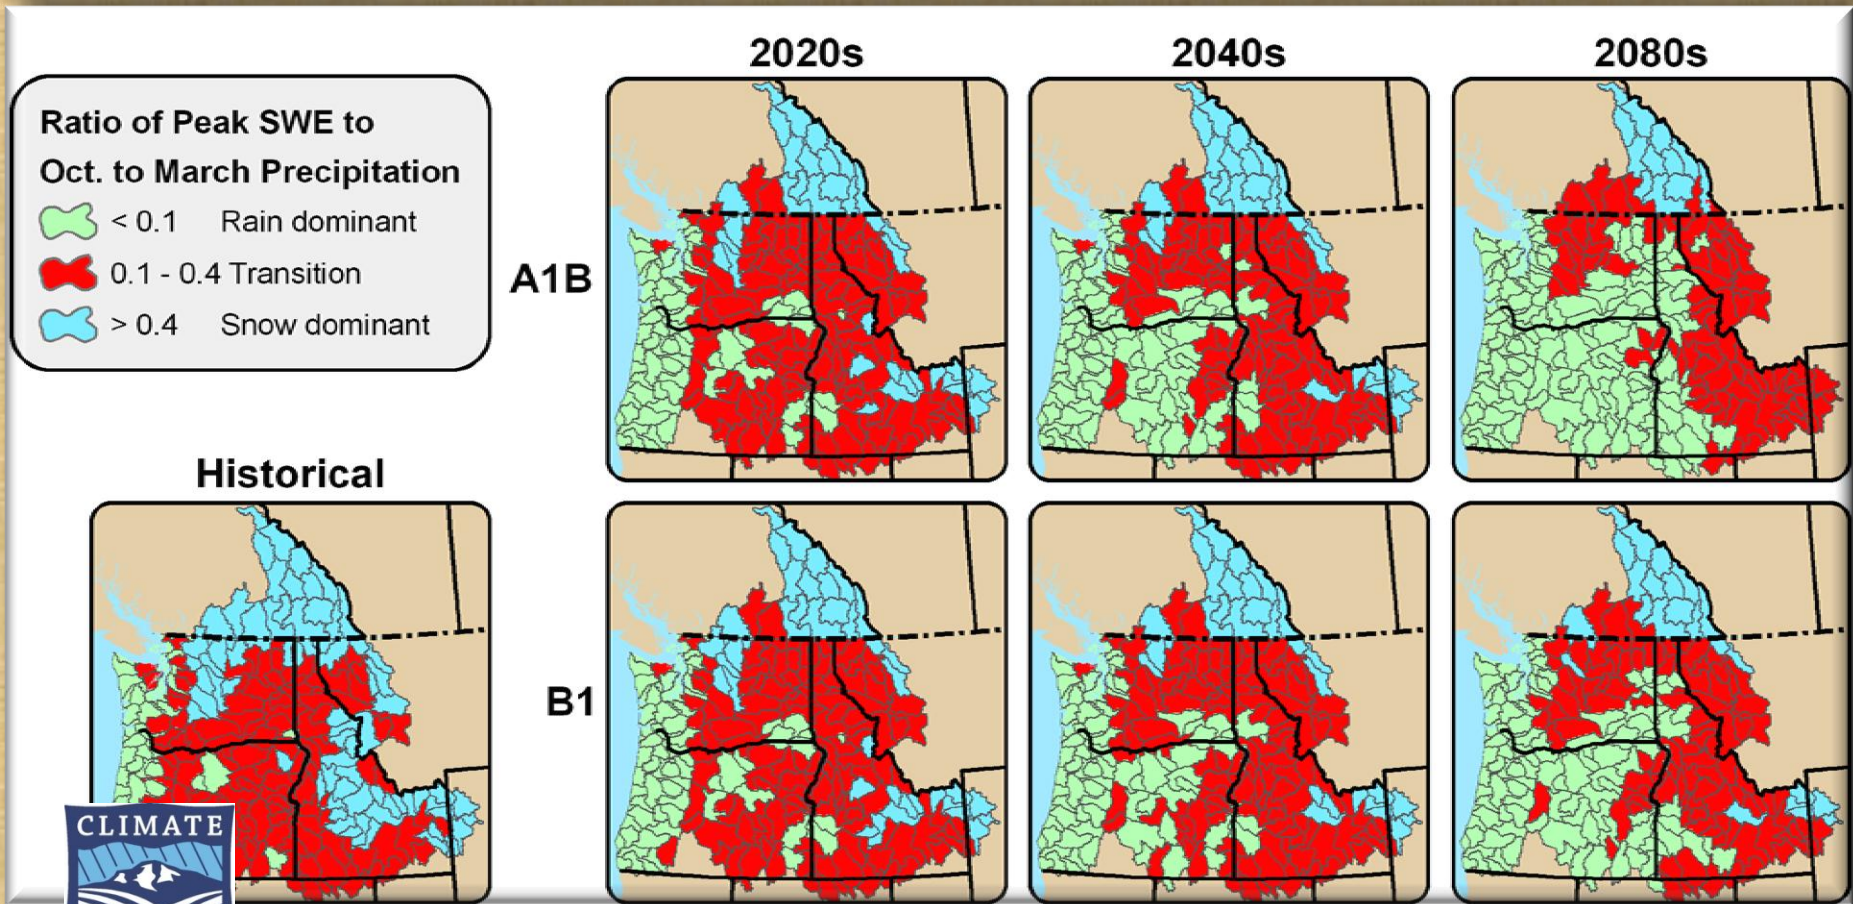 2020s
2040s
2080s
Ratio of Peak SWE to
Oct. to March Precipitation
< 0.1 Rain dominant
0.1 - 0.4 Transition
> 0.4 Snow dominant
A1B
Historical
B1
CLIMATE